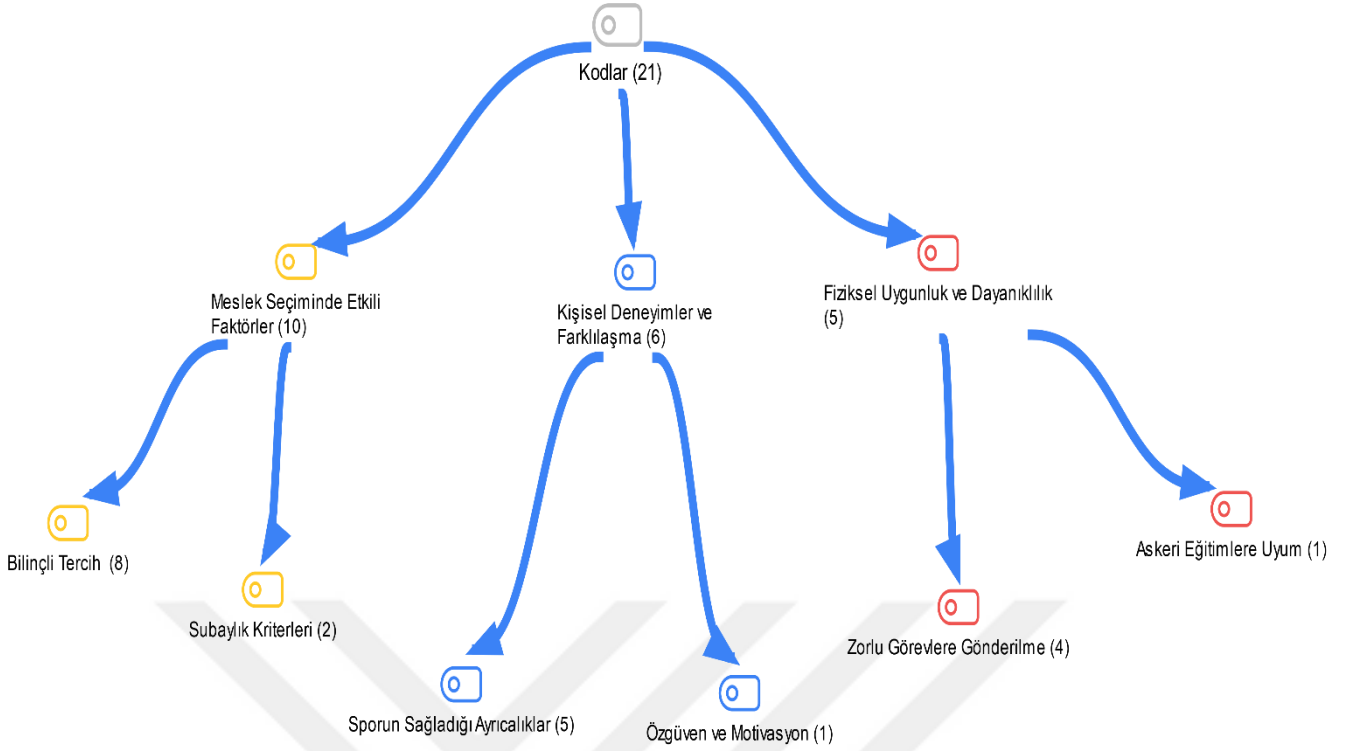 Kodlar (21)
Meslek Seçiminde Etkili
Faktörler (10)
Kişisel Deneyimler ve
Farklılaşma (6)
Fiziksel Uygunluk ve Dayanıklılık
(5)
Bilinçli Tercih (8)
Subaylık Kriterleri (2)
Sporun Sağladığı Ayrıcalıklar (5)
Özgüven ve Motivasyon (1)
Zorlu Görevlere Gönderilme (4)
Askeri Eğitimlere Uyum (1)